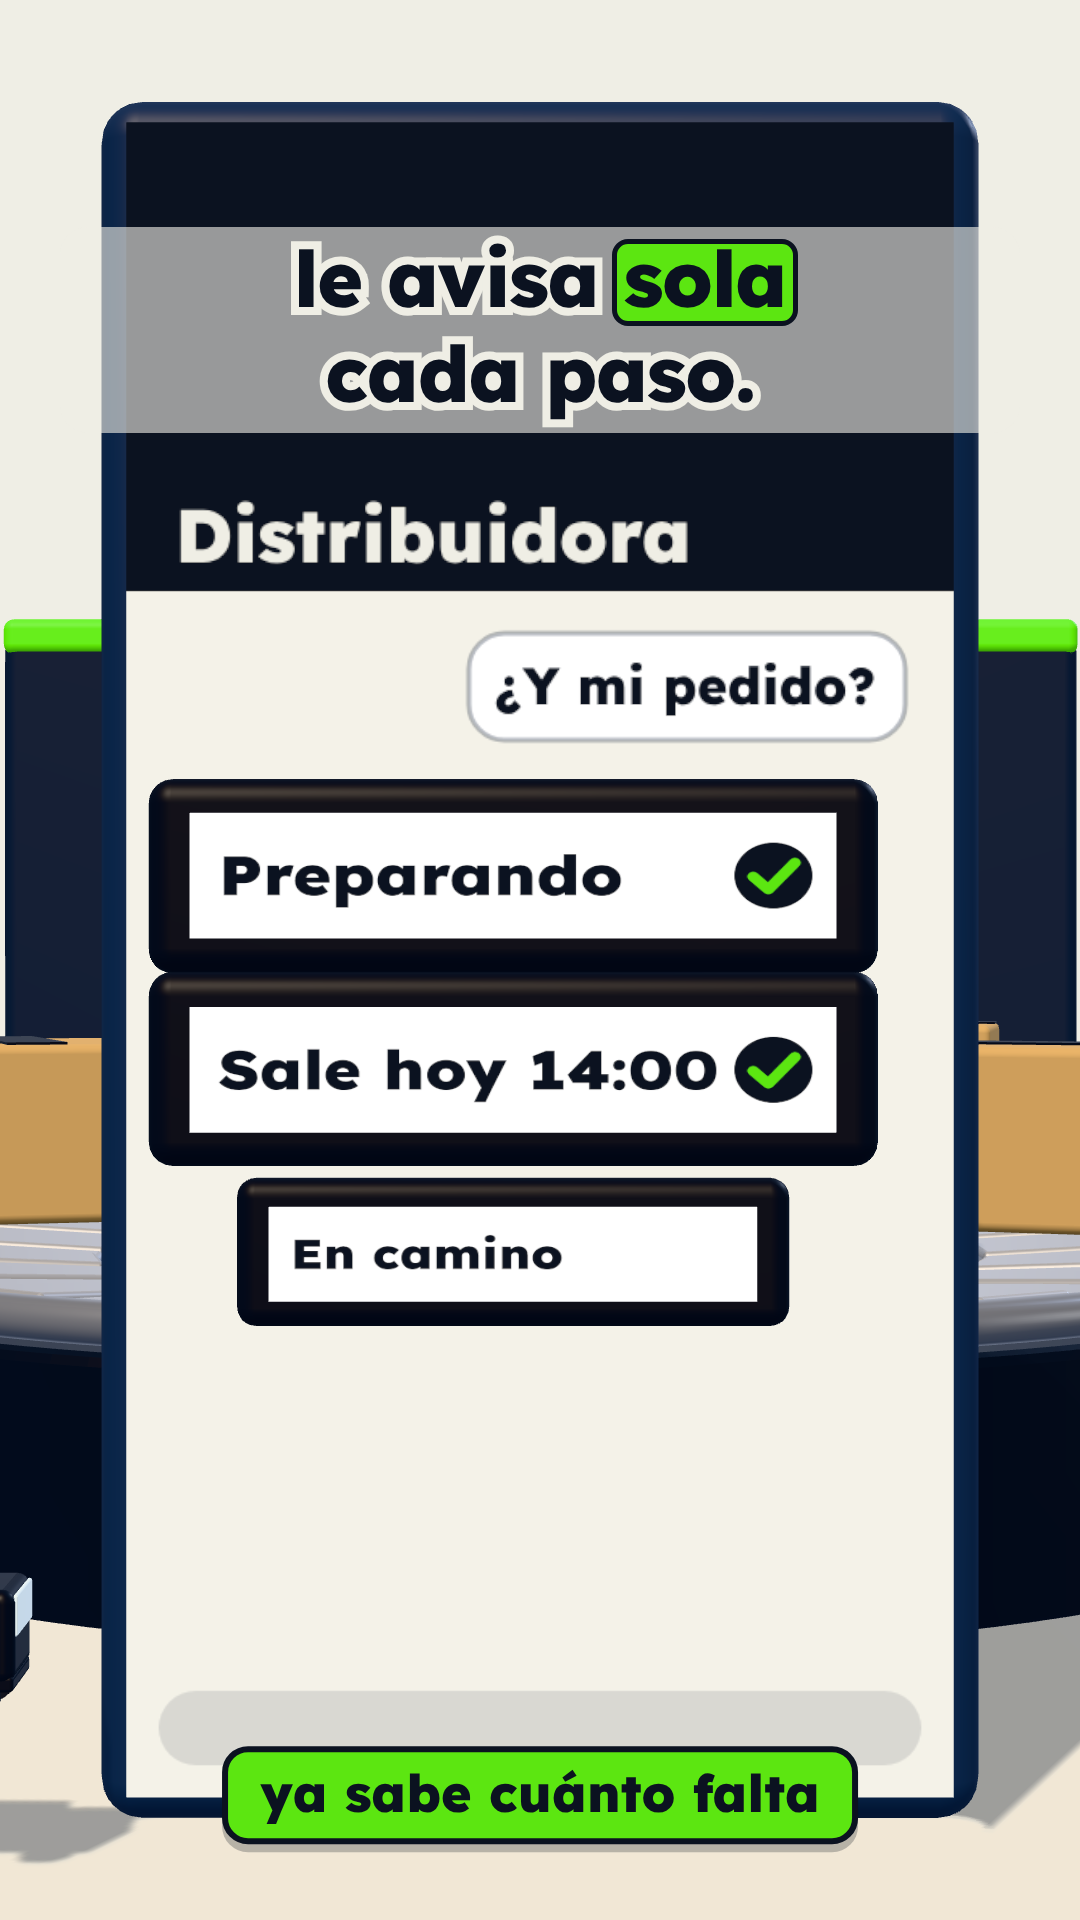 le avisa sola
cada paso.
Distribuidora
¿Y mi pedido?
Preparando
Sale hoy 14:00
En camino
ya sabe cuánto falta